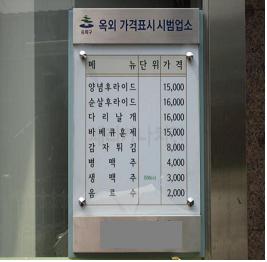 옥외 가격표시 시범업소
메 뉴 단위 가 격
양념후라이드 15,000
순살후라이드 16,000
다 리 날 개 16,000
바베큐훈제 15,000
감 자 튀 김 8,000
병 맥 주 4,000
생 맥 주 500cc 3,000
음 료 수 2,000